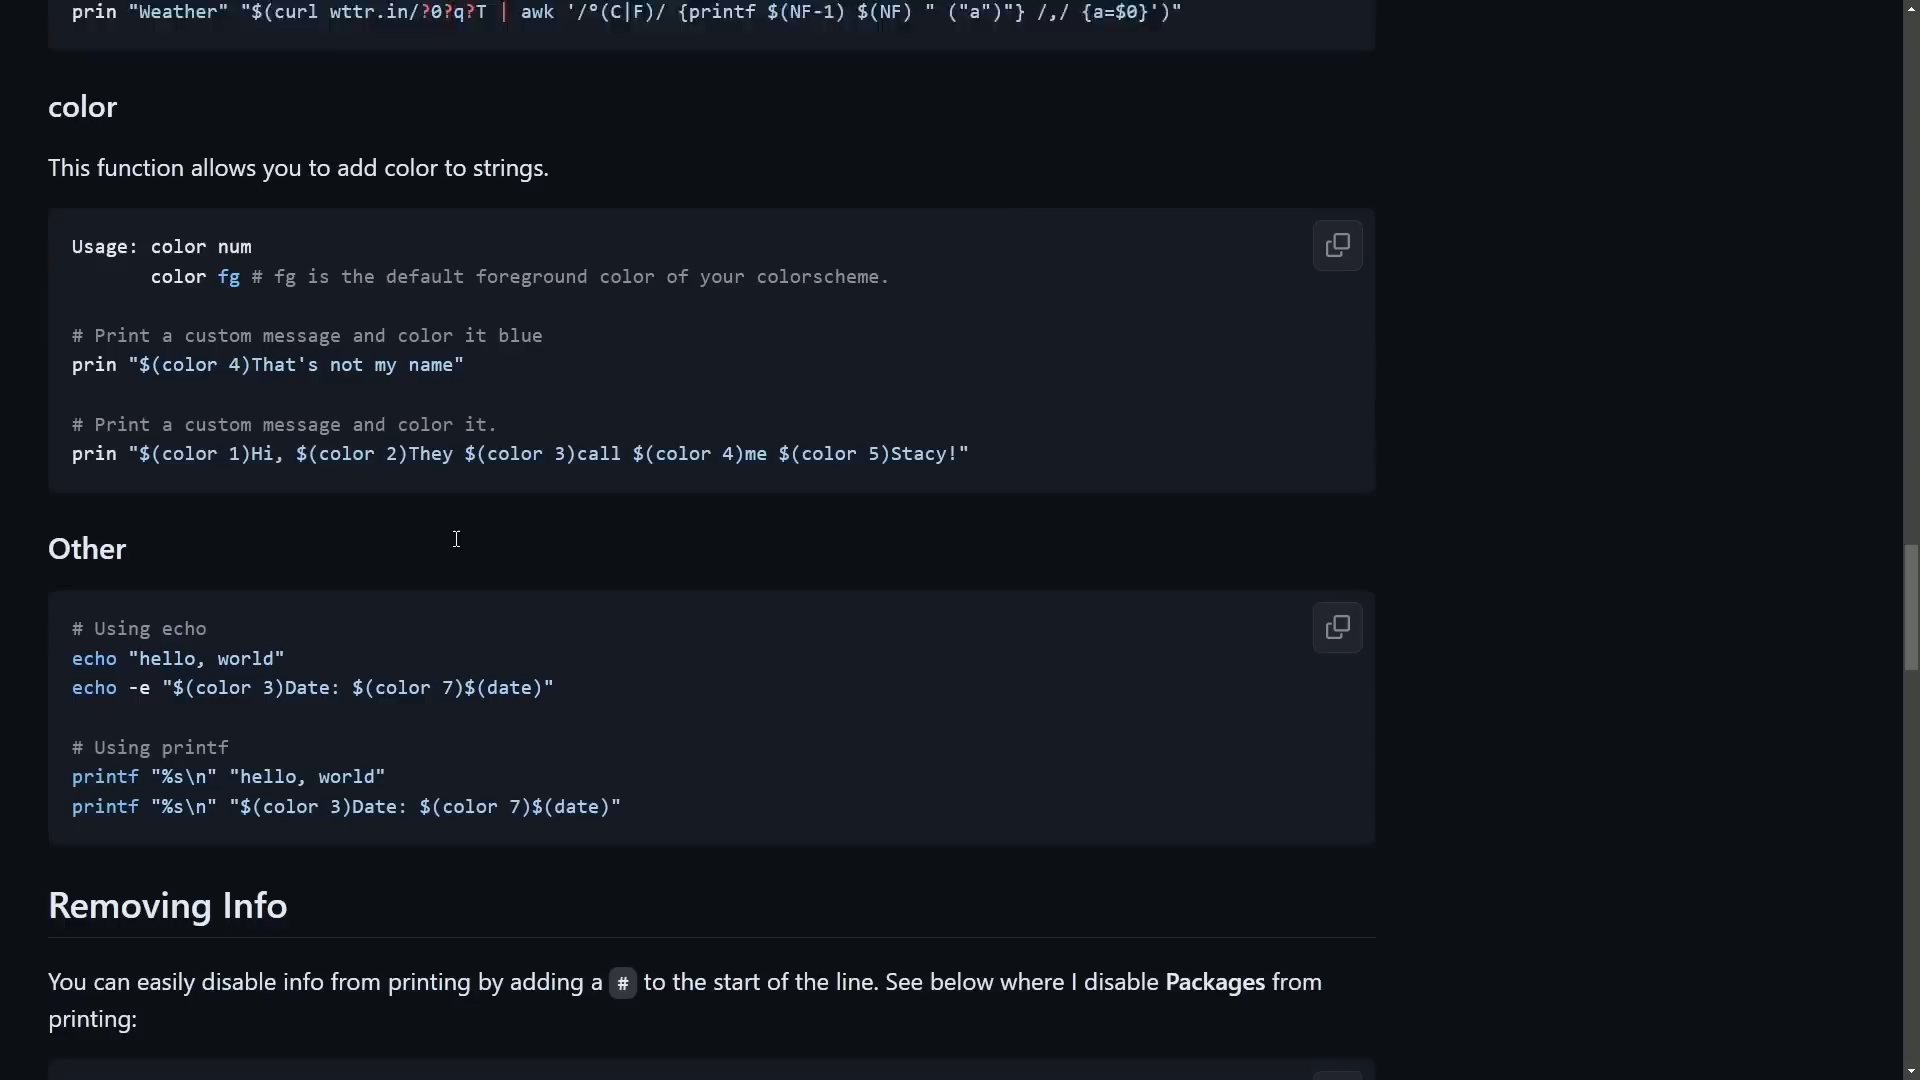 prin "Weather" "$(curl wttr.in/?0?q?T | awk '/°(C|F)/ {printf $(NF-1) $(NF) " ("a")"} /,/ {a=$0}')"
color
This function allows you to add color to strings.
Usage: color num
       color fg # fg is the default foreground color of your colorscheme.
# Print a custom message and color it blue
prin "$(color 4)That's not my name"
# Print a custom message and color it.
prin "$(color 1)Hi, $(color 2)They $(color 3)call $(color 4)me $(color 5)Stacy!"
Other
# Using echo
echo "hello, world"
echo -e "$(color 3)Date: $(color 7)$(date)"
# Using printf
printf "%s\n" "hello, world"
printf "%s\n" "$(color 3)Date: $(color 7)$(date)"
Removing Info
You can easily disable info from printing by adding a # to the start of the line. See below where I disable Packages from
printing: